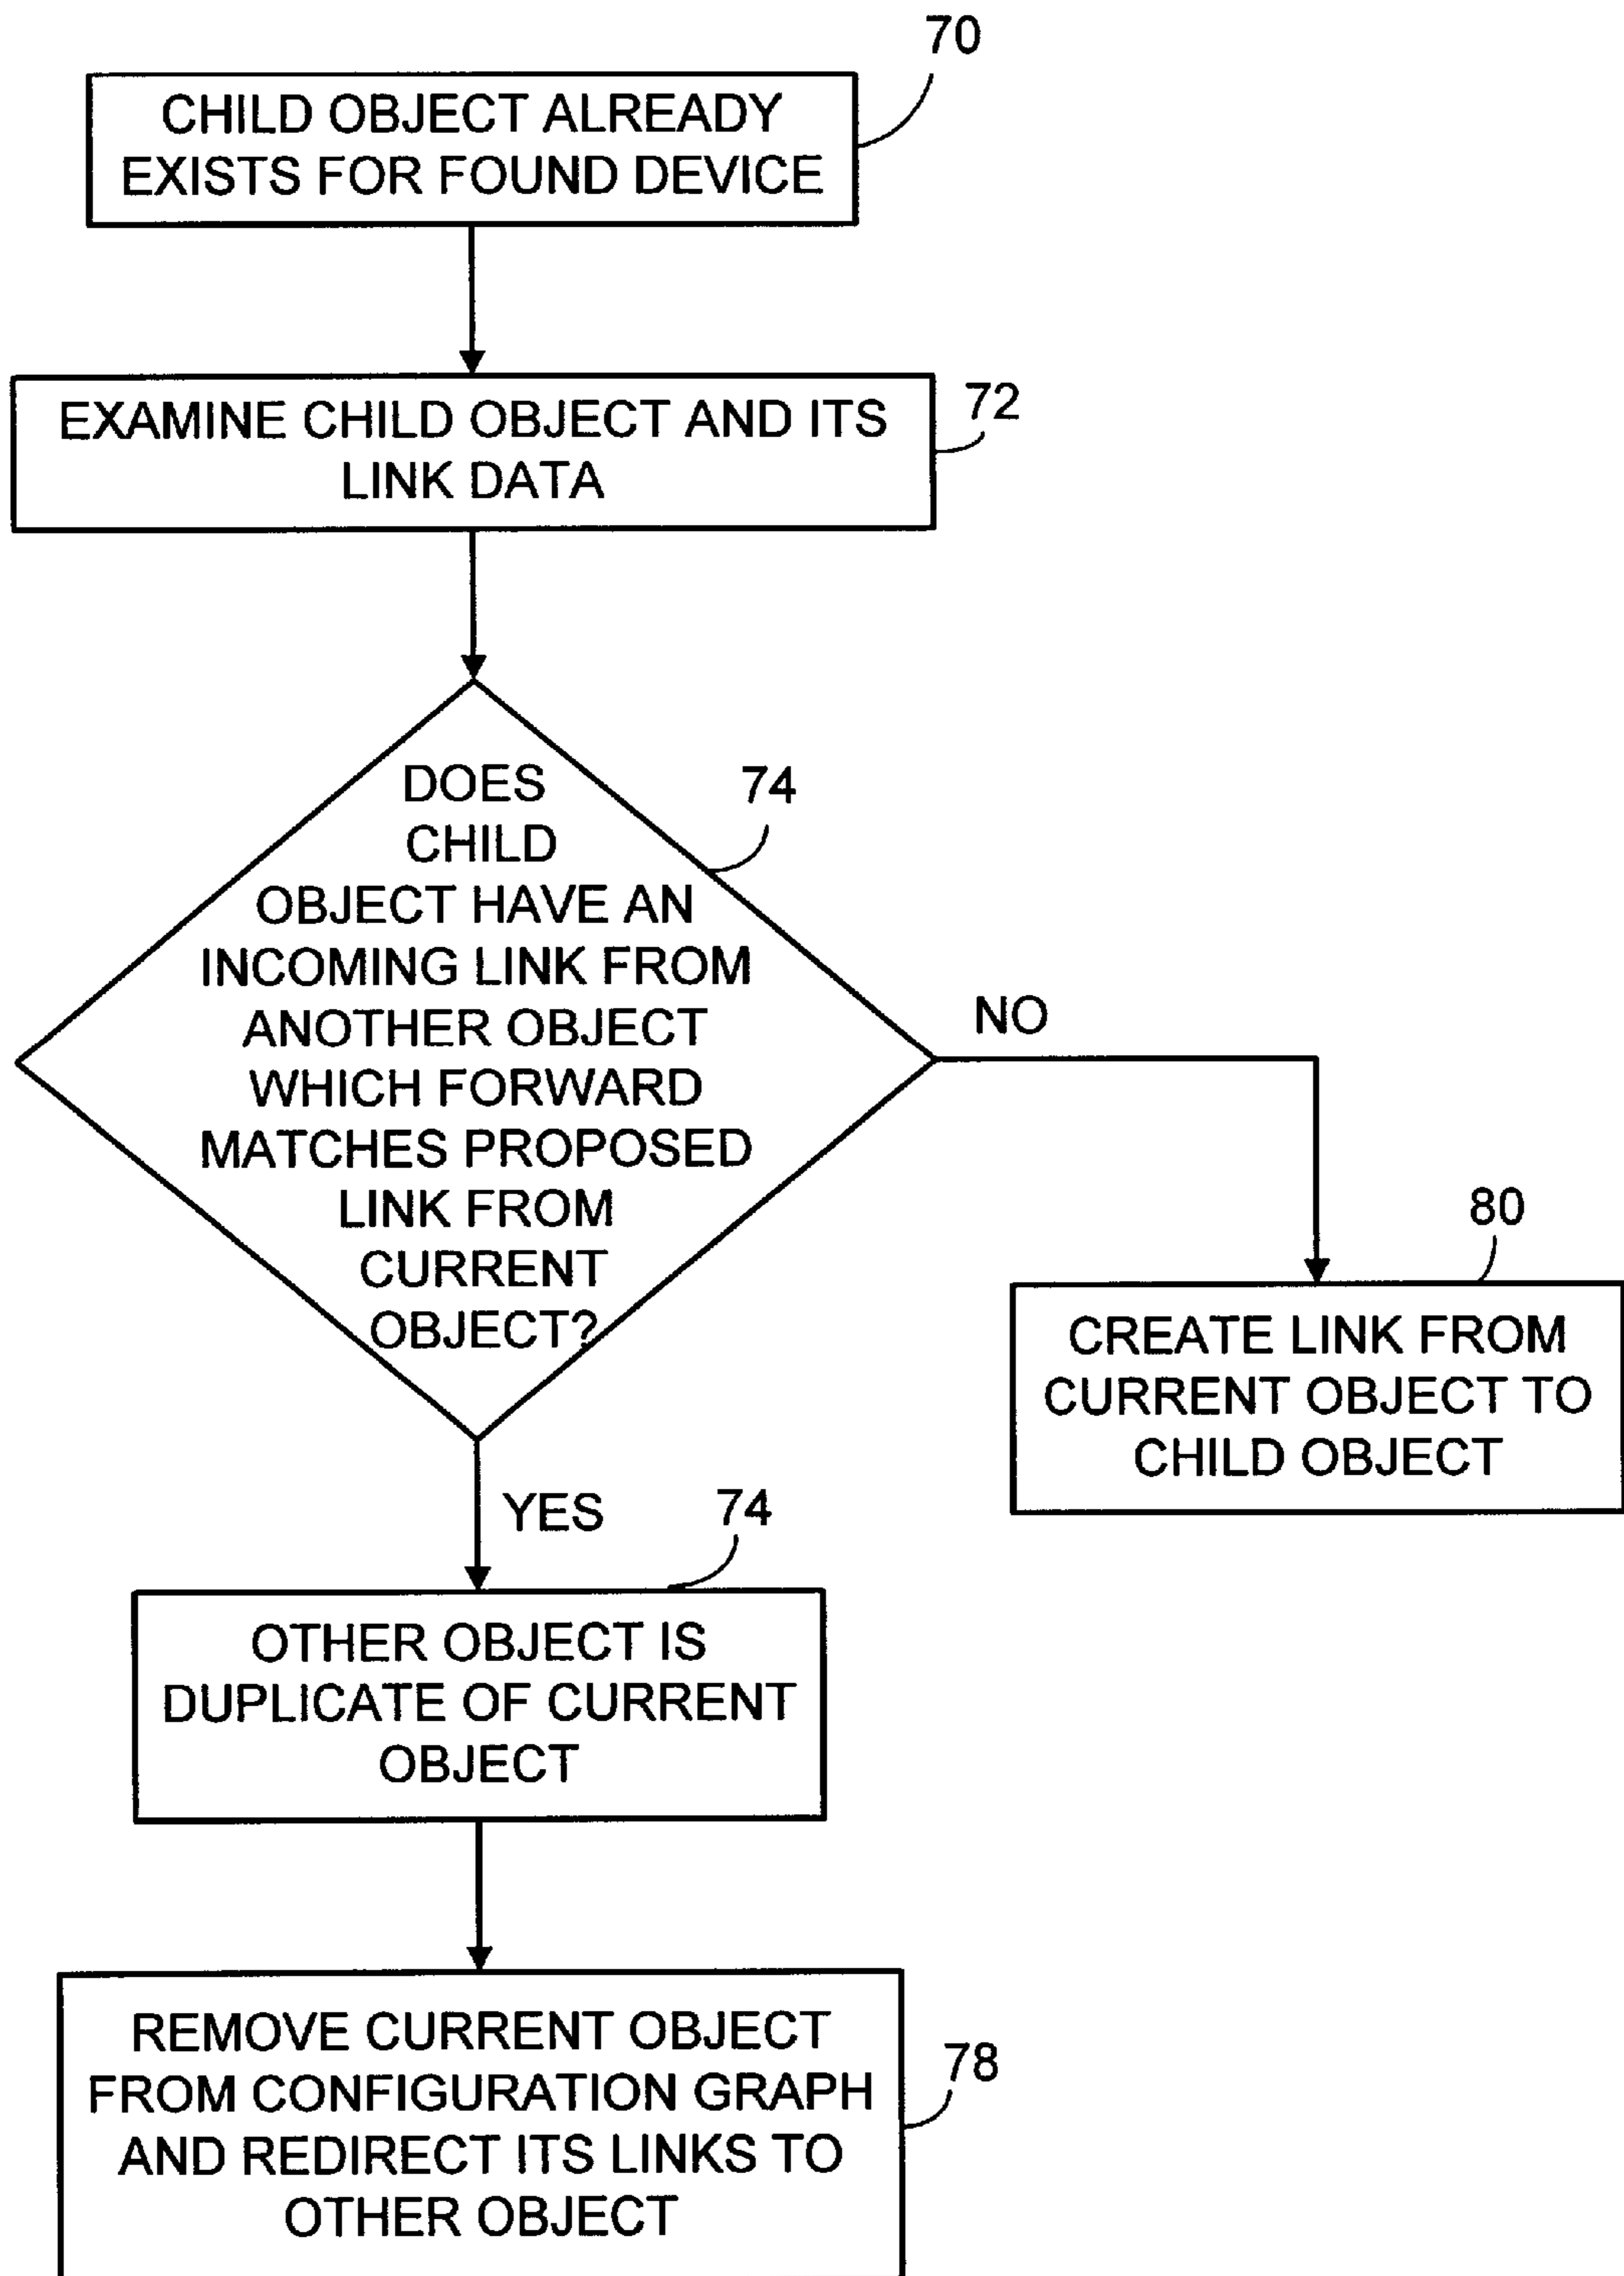 70
CHILD OBJECT ALREADY
EXISTS FOR FOUND DEVICE
72
EXAMINE CHILD OBJECT AND ITS
LINK DATA
74
DOES
CHILD
OBJECT HAVE AN
INCOMING LINK FROM
ANOTHER OBJECT
WHICH FORWARD
MATCHES PROPOSED
LINK FROM
CURRENT
OBJECT?
NO
80
CREATE LINK FROM
CURRENT OBJECT TO
CHILD OBJECT
YES
74
OTHER OBJECT IS
DUPLICATE OF CURRENT
OBJECT
78
REMOVE CURRENT OBJECT
FROM CONFIGURATION GRAPH
AND REDIRECT ITS LINKS TO
OTHER OBJECT